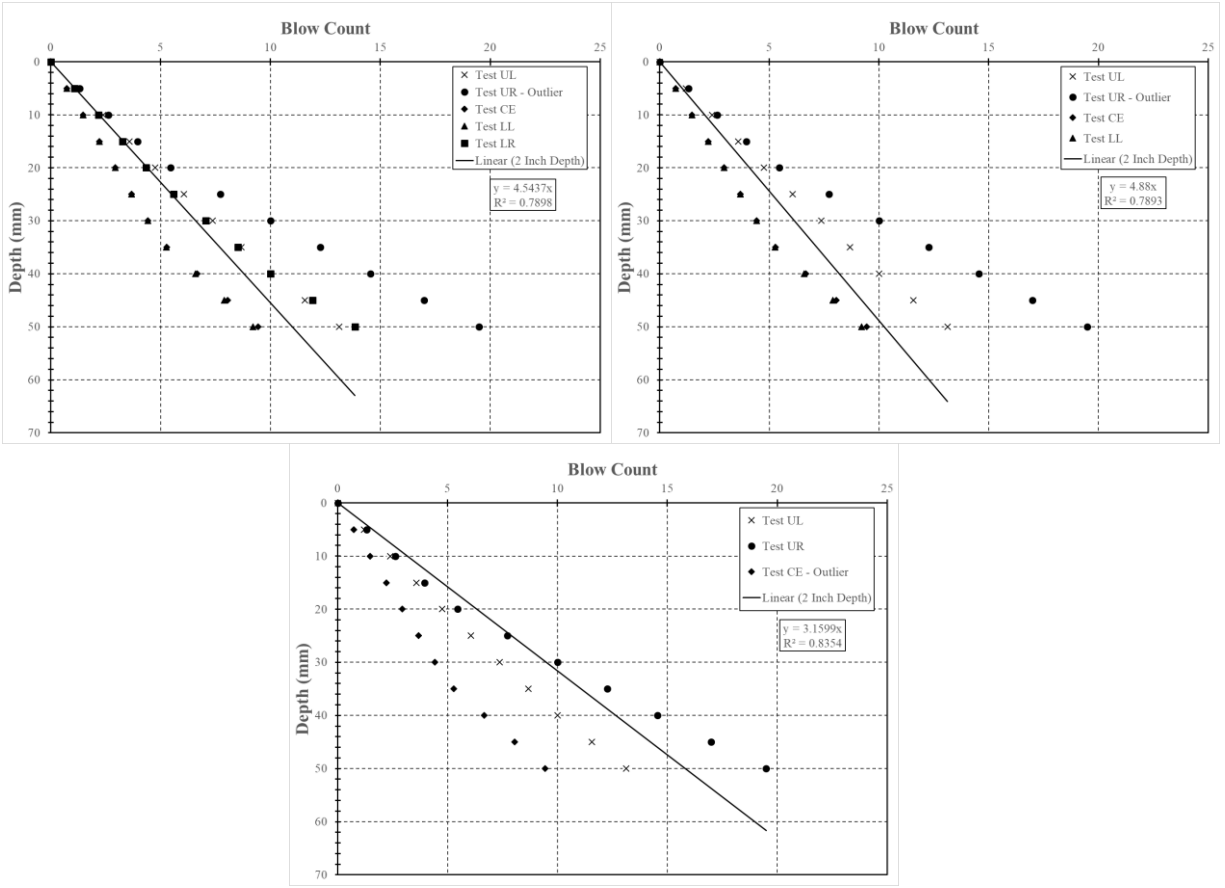 Blow Count
0 5 10 15 20 25
0
10
20
30
40
50
60
70
Depth (mm)
Test UL
Test UR - Outlier
Test CE
Test LL
Test LR
Linear (2 Inch Depth)
y = 4.5437x
R² = 0.7898
Blow Count
0 5 10 15 20 25
0
10
20
30
40
50
60
70
Depth (mm)
Test UL
Test UR - Outlier
Test CE
Test LL
Linear (2 Inch Depth)
y = 4.88x
R² = 0.7893
Blow Count
0 5 10 15 20 25
0
10
20
30
40
50
60
70
Depth (mm)
Test UL
Test UR
Test CE - Outlier
Linear (2 Inch Depth)
y = 3.1599x
R² = 0.8354